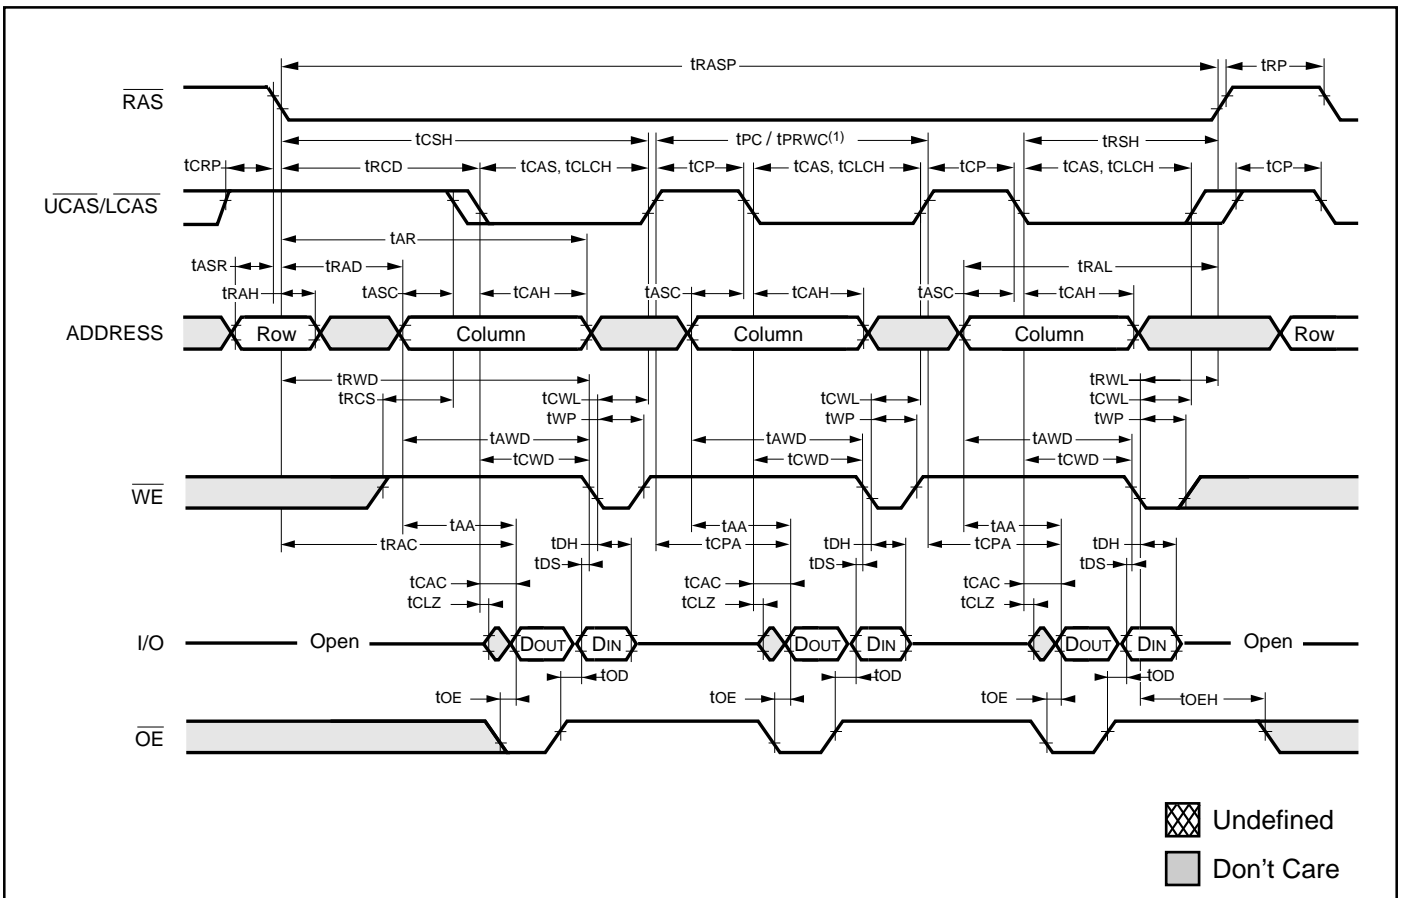 tRASP tRP
RAS
tCSH tPC / tPRWC(1) tRSH
tCRP tRCD tCAS, tCLCH tCP tCAS, tCLCH tCP tCAS, tCLCH tCP
UCAS/LCAS
tAR
tASR tRAD tRAL
tRAH tASC tCAH tASC tCAH tASC tCAH
ADDRESS Row Column Column Column Row
tRWD tRWL
tRCS tCWL tCWL tCWL
tWP tWP tWP
tAWD tAWD tAWD
tCWD tCWD tCWD
WE
tAA tAA tAA
tRAC tDH tCPA tDH tCPA tDH
tDS tDS tDS
tCAC tCAC tCAC
tCLZ tCLZ tCLZ
I/O Open DOUT DIN DOUT DIN DOUT DIN Open
tOD tOD tOD
tOE tOE tOE tOEH
OE
Undefined
Don't Care